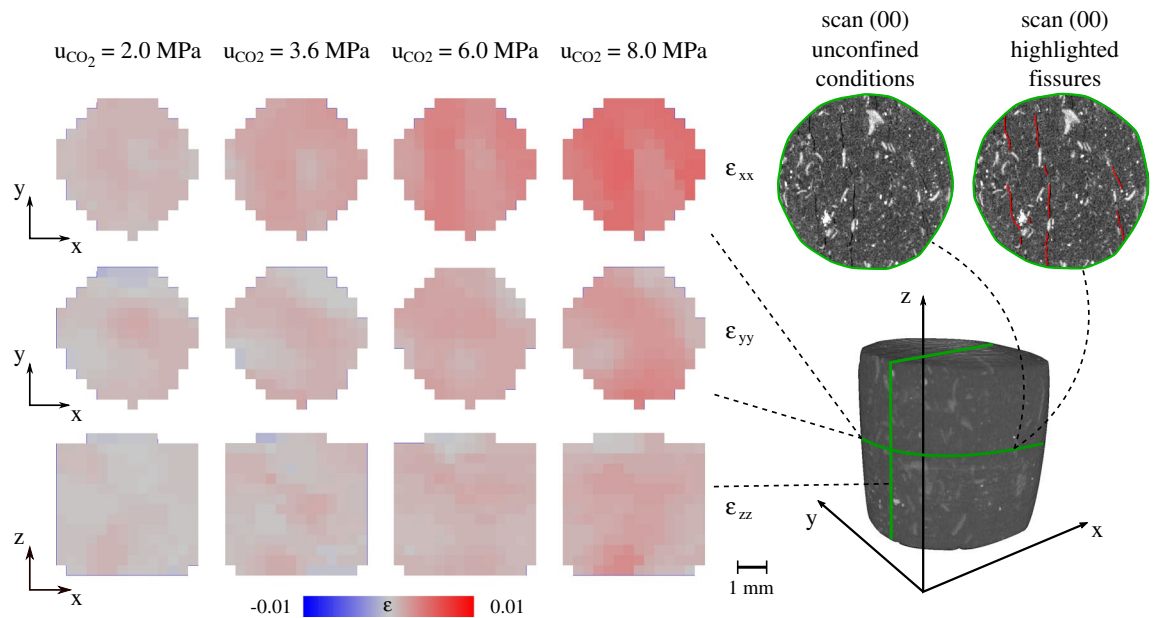 scan (00)
unconfined
conditions
scan (00)
highlighted
fissures
u_CO2 = 2.0 MPa
u_CO2 = 3.6 MPa
u_CO2 = 6.0 MPa
u_CO2 = 8.0 MPa
y
x
ε_xx
y
x
ε_yy
z
x
ε_zz
z
y
x
-0.01
ε
0.01
1 mm